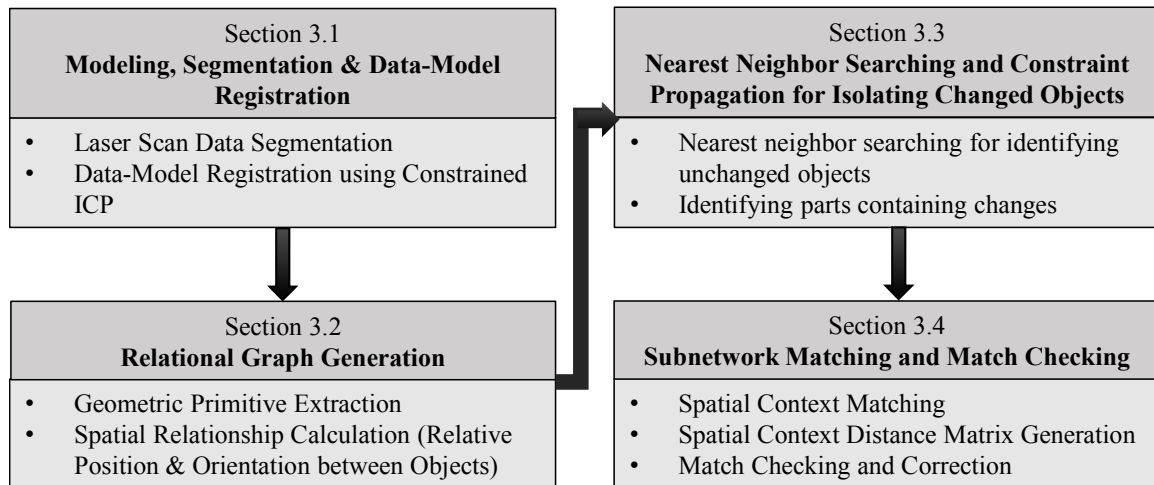 Section 3.1
Modeling, Segmentation & Data-Model
Registration
• Laser Scan Data Segmentation
• Data-Model Registration using Constrained
ICP
Section 3.2
Relational Graph Generation
• Geometric Primitive Extraction
• Spatial Relationship Calculation (Relative
Position & Orientation between Objects)
Section 3.3
Nearest Neighbor Searching and Constraint
Propagation for Isolating Changed Objects
• Nearest neighbor searching for identifying
unchanged objects
• Identifying parts containing changes
Section 3.4
Subnetwork Matching and Match Checking
• Spatial Context Matching
• Spatial Context Distance Matrix Generation
• Match Checking and Correction